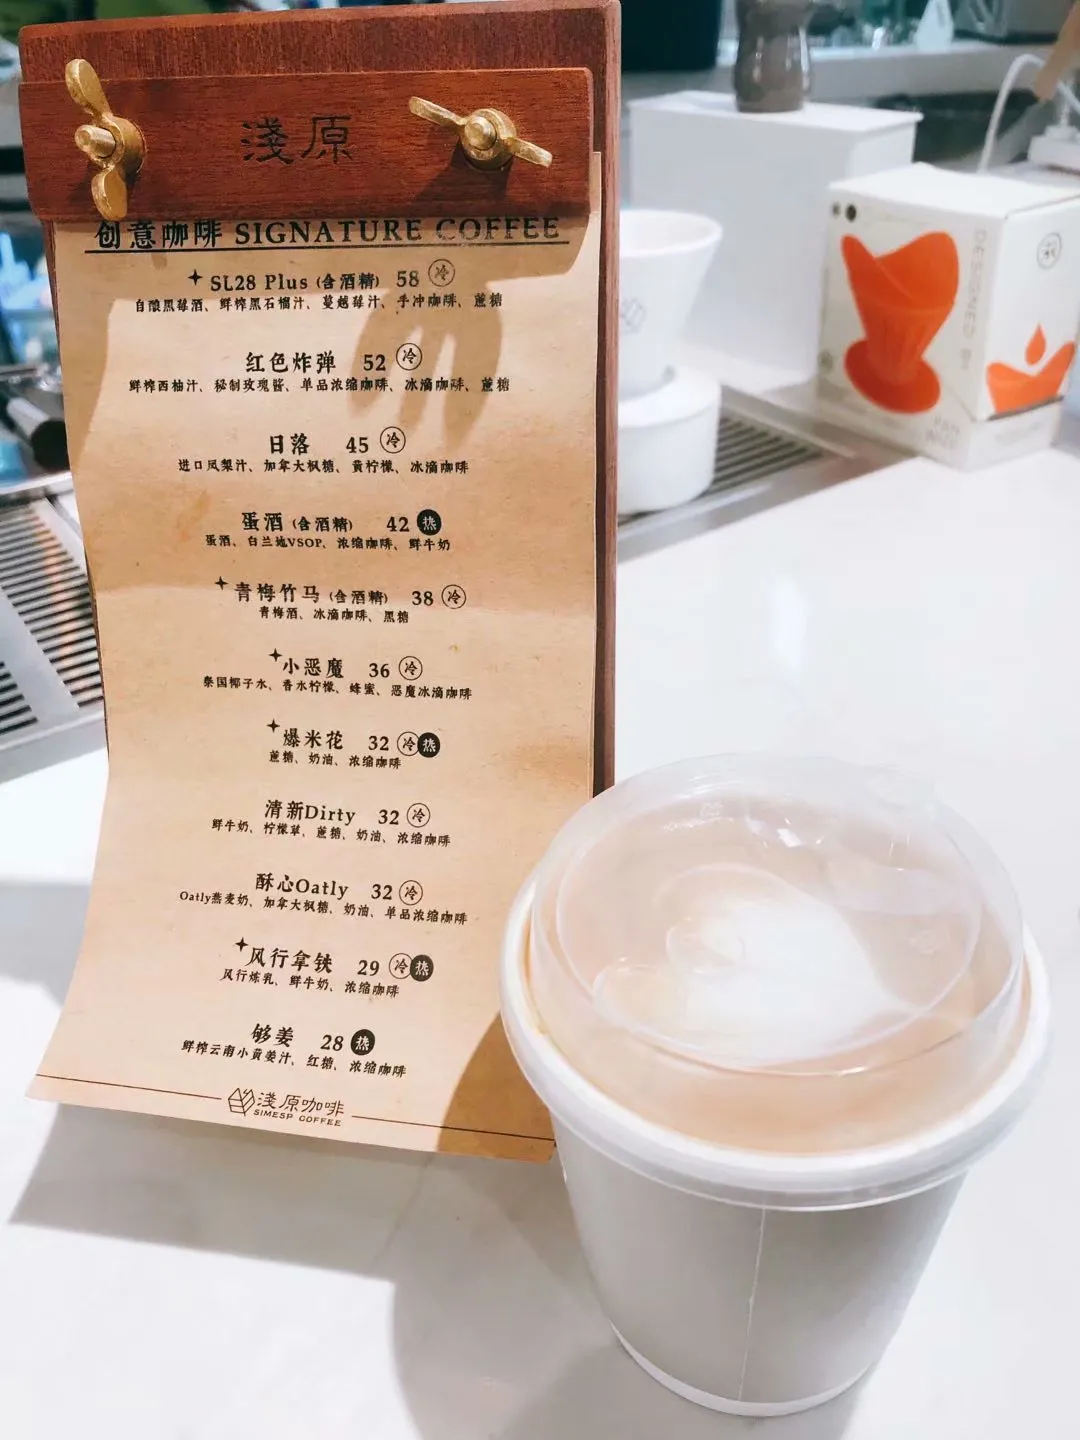 淺原
创意咖啡 SIGNATURE COFFEE
SL28 Plus (含酒精) 58 冷
自酿黑莓酒、鲜榨黑石榴汁、蔓越莓汁、手冲咖啡、蔗糖
红色炸弹 52 冷
鲜榨西柚汁、秘制玫瑰酱、单品浓缩咖啡、冰滴咖啡、蔗糖
日落 45 冷
进口凤梨汁、加拿大枫糖、黄柠檬、冰滴咖啡
蛋酒 (含酒精) 42 热
蛋酒、白兰地VSOP、浓缩咖啡、鲜牛奶
青梅竹马 (含酒精) 38 冷
青梅酒、冰滴咖啡、黑糖
小恶魔 36 冷
泰国椰子水、香水柠檬、蜂蜜、恶魔冰滴咖啡
爆米花 32 冷 热
蔗糖、奶油、浓缩咖啡
清新Dirty 32 冷
鲜牛奶、柠檬草、蔗糖、奶油、浓缩咖啡
酥心Oatly 32 冷
Oatly燕麦奶、加拿大枫糖、奶油、单品浓缩咖啡
风行拿铁 29 冷 热
风行炼乳、鲜牛奶、浓缩咖啡
够姜 28 热
鲜榨云南小黄姜汁、红糖、浓缩咖啡
淺原咖啡
SIMESP COFFEE
DESIGNED BY